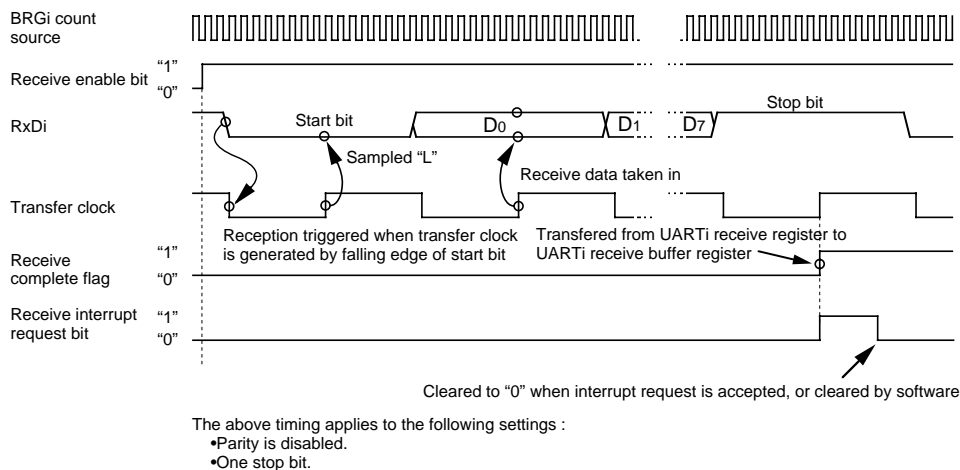 BRGi count
source
Receive enable bit
“1”
“0”
RxDi
Start bit
D0
D1
D7
Stop bit
Sampled “L”
Receive data taken in
Transfer clock
Reception triggered when transfer clock
is generated by falling edge of start bit
Transfered from UARTi receive register to
UARTi receive buffer register
Receive
complete flag
“1”
“0”
Receive interrupt
request bit
“1”
“0”
Cleared to “0” when interrupt request is accepted, or cleared by software
The above timing applies to the following settings :
•Parity is disabled.
•One stop bit.